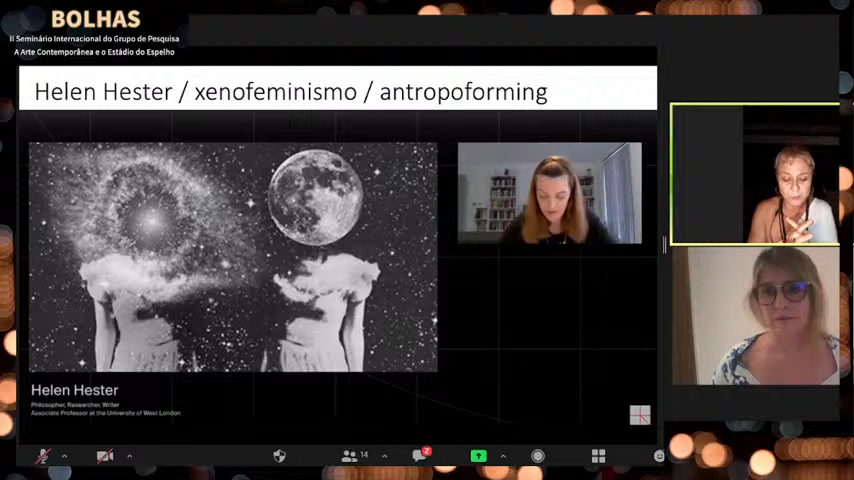 BOLHAS
II Seminário Internacional do Grupo de Pesquisa
A Arte Contemporânea e o Estádio do Espelho
Helen Hester / xenofeminismo / antropoforming
Helen Hester
Philosopher, Researcher, Writer
Associate Professor at the University of West London
14
2